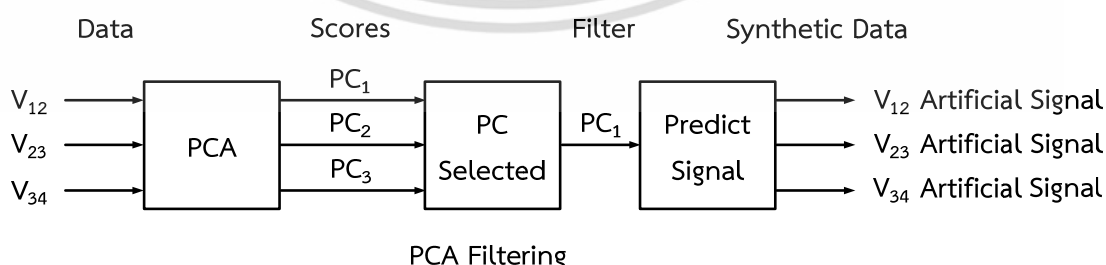 Data Scores Filter Synthetic Data
V12 PC1 V12 Artificial Signal
V23 PCA PC2 PC Selected PC1 Predict Signal V23 Artificial Signal
V34 PC3 V34 Artificial Signal
PCA Filtering